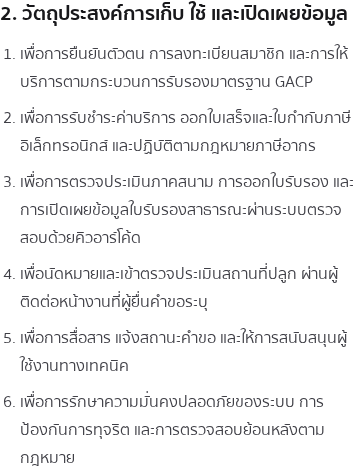 2. วัตถุประสงค์การเก็บ ใช้ และเปิดเผยข้อมูล
1. เพื่อการยืนยันตัวตน การลงทะเบียนสมาชิก และการให้
บริการตามกระบวนการรับรองมาตรฐาน GACP
2. เพื่อการรับชำระค่าบริการ ออกใบเสร็จและใบกำกับภาษี
อิเล็กทรอนิกส์ และปฏิบัติตามกฎหมายภาษีอากร
3. เพื่อการตรวจประเมินภาคสนาม การออกใบรับรอง และ
การเปิดเผยข้อมูลใบรับรองสาธารณะผ่านระบบตรวจ
สอบด้วยคิวอาร์โค้ด
4. เพื่อนัดหมายและเข้าตรวจประเมินสถานที่ปลูก ผ่านผู้
ติดต่อหน้างานที่ผู้ยื่นคำขอระบุ
5. เพื่อการสื่อสาร แจ้งสถานะคำขอ และให้การสนับสนุนผู้
ใช้งานทางเทคนิค
6. เพื่อการรักษาความมั่นคงปลอดภัยของระบบ การ
ป้องกันการทุจริต และการตรวจสอบย้อนหลังตาม
กฎหมาย